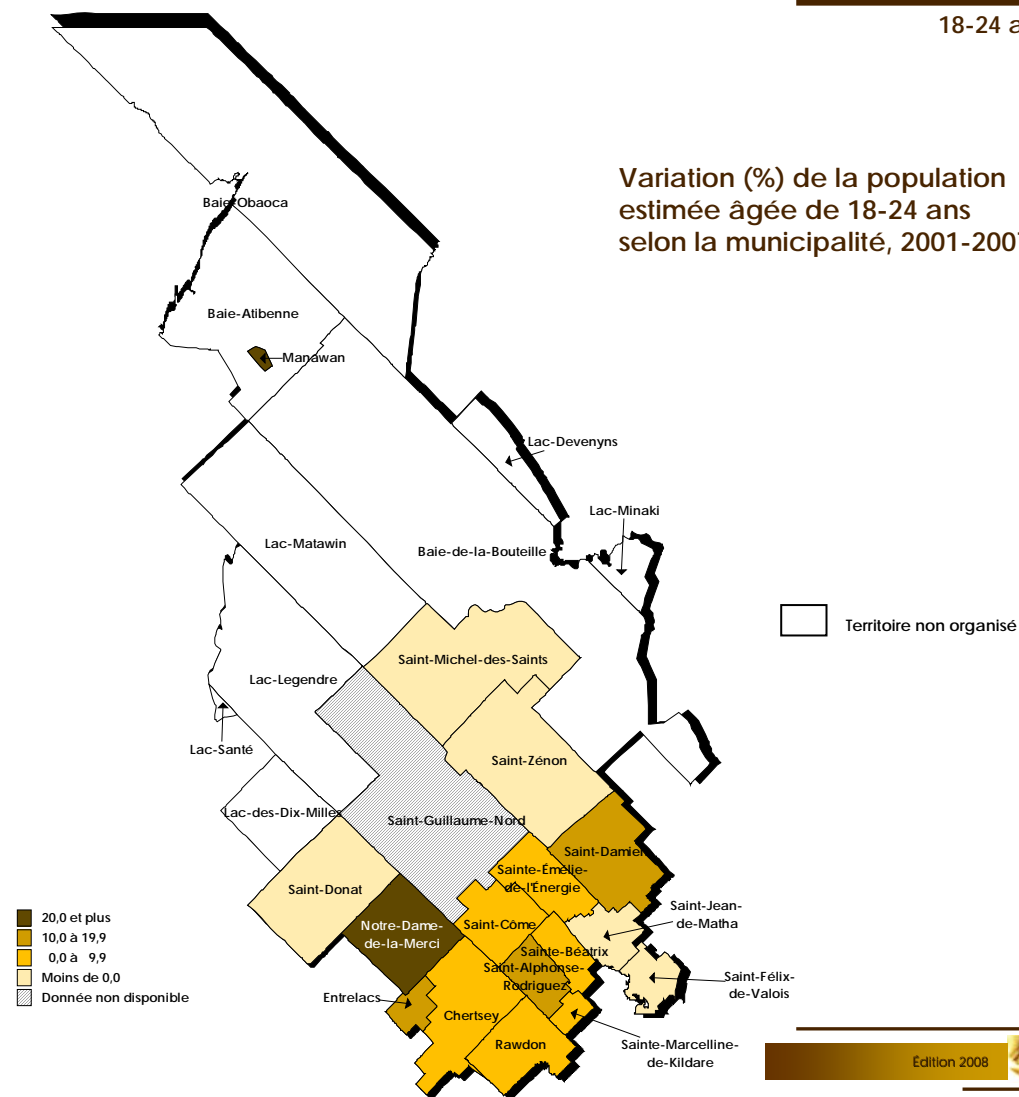 18-24 a
Variation (%) de la population
estimée âgée de 18-24 ans
selon la municipalité, 2001-200
Baie-Obaoca
Baie-Atibenne
Manawan
Lac-Devenyns
Lac-Minaki
Lac-Matawin
Baie-de-la-Bouteille
Territoire non organisé
Saint-Michel-des-Saints
Lac-Legendre
Lac-Santé
Saint-Zénon
Lac-des-Dix-Milles
Saint-Guillaume-Nord
Saint-Damien
Sainte-Émélie-
de-l'Énergie
Saint-Donat
Saint-Jean-
de-Matha
20,0 et plus
10,0 à 19,9
0,0 à 9,9
Moins de 0,0
Donnée non disponible
Notre-Dame-
de-la-Merci
Saint-Côme
Sainte-Béatrix
Saint-Alphonse-
Rodriguez
Saint-Félix-
de-Valois
Entrelacs
Chertsey
Rawdon
Sainte-Marcelline-
de-Kildare
Édition 2008